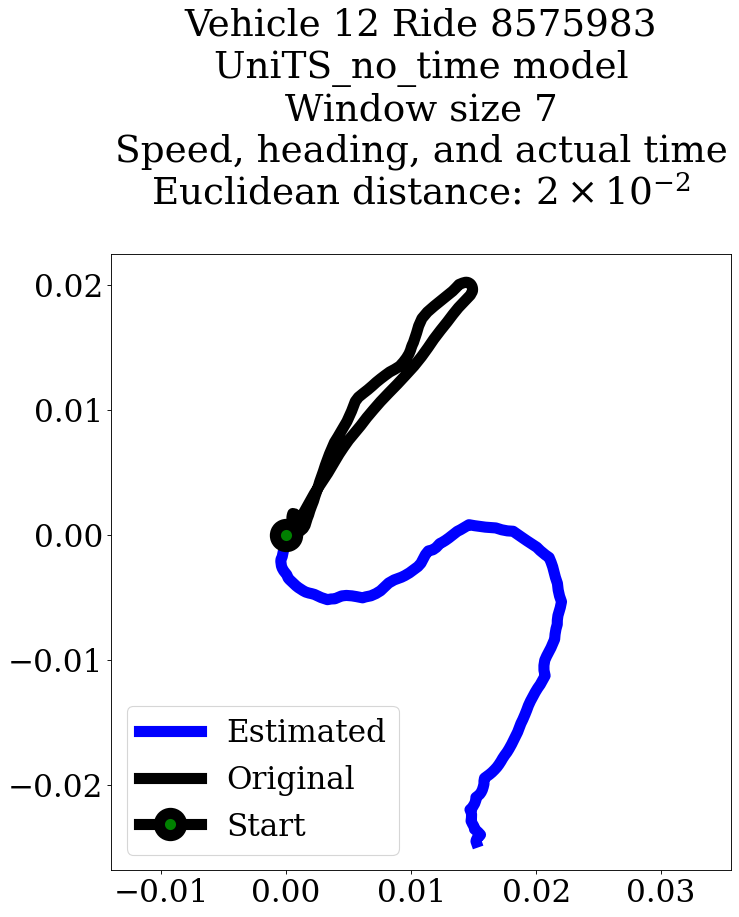 Vehicle 12 Ride 8575983
UniTS_no_time model
Window size 7
Speed, heading, and actual time
Euclidean distance: 2 × 10⁻²
0.02
0.01
0.00
−0.01
−0.02
Estimated
Original
Start
−0.01 0.00 0.01 0.02 0.03